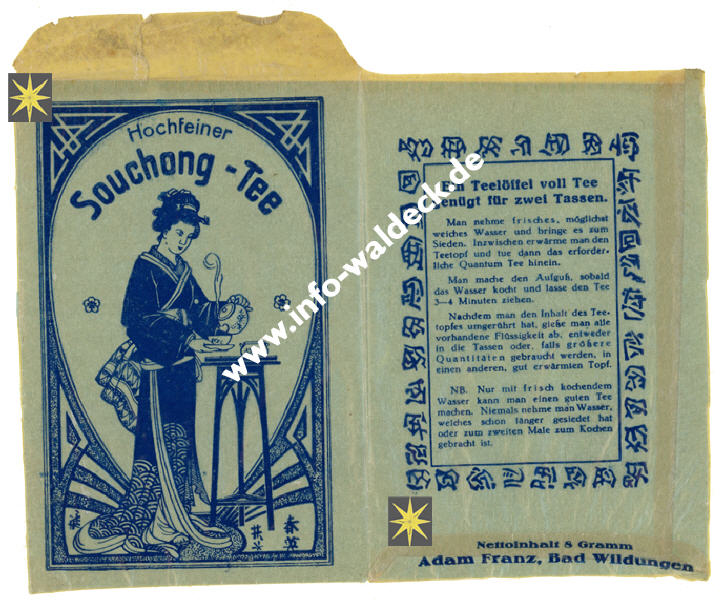 Hochfeiner
Souchong-Tee
Ein Teelöffel voll Tee
genügt für zwei Tassen.
Man nehme frisches, möglichst
weiches Wasser und bringe es zum
Sieden. Inzwischen erwärme man den
Teetopf und tue dann das erforder-
liche Quantum Tee hinein.
Man mache den Aufguß, sobald
das Wasser kocht und lasse den Tee
3—4 Minuten ziehen.
Nachdem man den Inhalt des Tee-
topfes umgerührt hat, gieße man alle
vorhandene Flüssigkeit ab, entweder
in die Tassen oder, falls größere
Quantitäten gebraucht werden, in
einen anderen, gut erwärmten Topf.
NB. Nur mit frisch kochendem
Wasser kann man einen guten Tee
machen. Niemals nehme man Wasser,
welches schon länger gesiedet hat
oder zum zweiten Male zum Kochen
gebracht ist.
Nettoinhalt 8 Gramm
Adam Franz, Bad Wildungen
www.info-waldeck.de